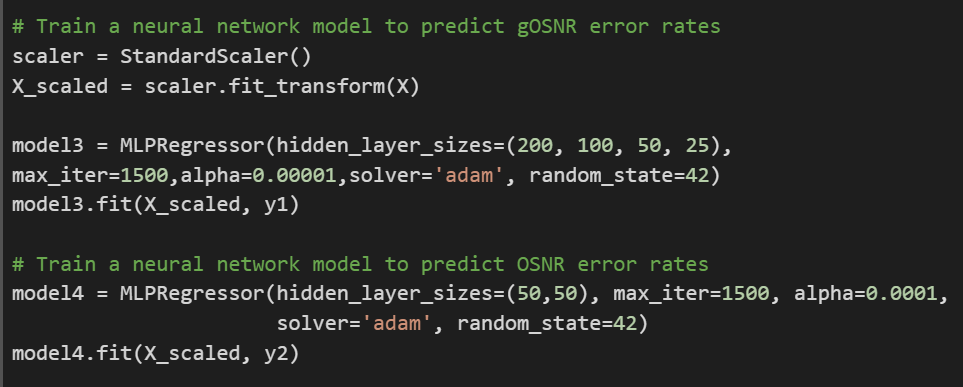 # Train a neural network model to predict gOSNR error rates
scaler = StandardScaler()
X_scaled = scaler.fit_transform(X)
model3 = MLPRegressor(hidden_layer_sizes=(200, 100, 50, 25),
max_iter=1500,alpha=0.00001,solver='adam', random_state=42)
model3.fit(X_scaled, y1)
# Train a neural network model to predict OSNR error rates
model4 = MLPRegressor(hidden_layer_sizes=(50,50), max_iter=1500, alpha=0.0001,
solver='adam', random_state=42)
model4.fit(X_scaled, y2)